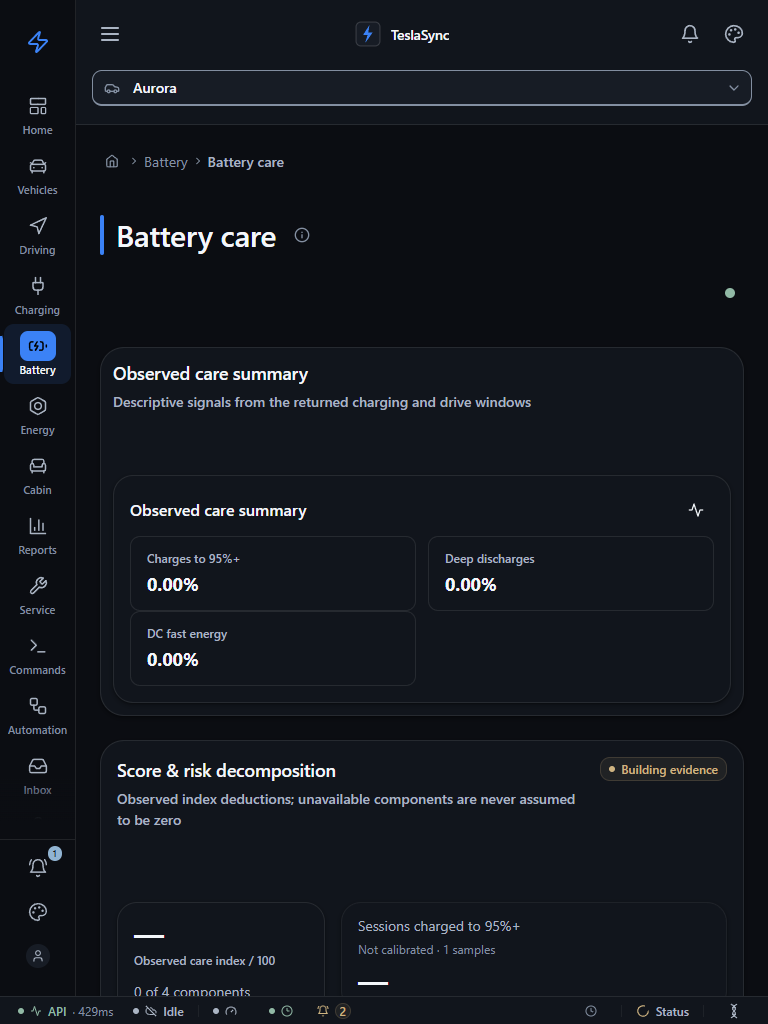 TeslaSync
Aurora
Home
Vehicles
Driving
Charging
Battery
Energy
Cabin
Reports
Service
Commands
Automation
Inbox
1
Battery
Battery care
Battery care
Observed care summary
Descriptive signals from the returned charging and drive windows
Observed care summary
Charges to 95%+
0.00%
Deep discharges
0.00%
DC fast energy
0.00%
Score & risk decomposition
Building evidence
Observed index deductions; unavailable components are never assumed
to be zero
—
Observed care index / 100
0 of 4 components
Sessions charged to 95%+
Not calibrated · 1 samples
—
API · 429ms
Idle
2
Status